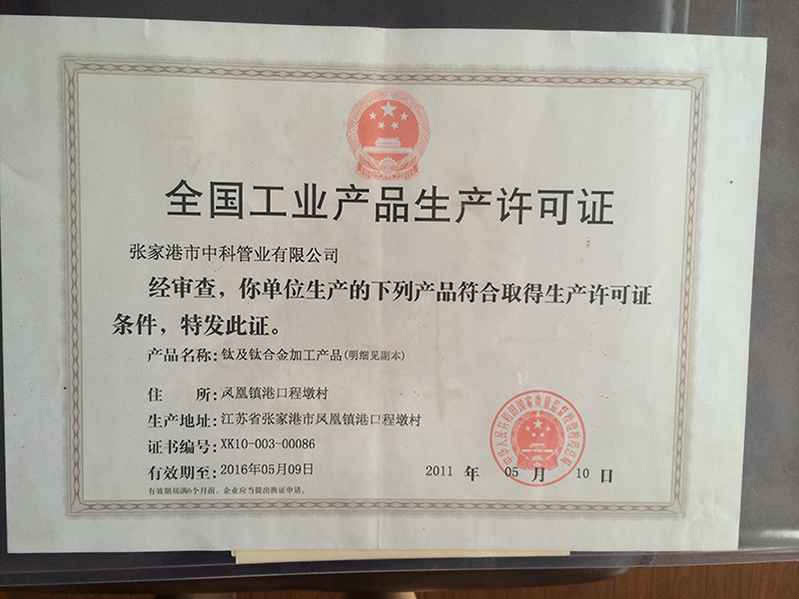 全国工业产品生产许可证
张家港市中科管业有限公司
经审查，你单位生产的下列产品符合取得生产许可证
条件，特发此证。
产品名称：钛及钛合金加工产品(明细见副本)
住 所：凤凰镇港口程墩村
生产地址：江苏省张家港市凤凰镇港口程墩村
证书编号：XK10-003-00086
有效期至：2016年05月09日
2011 年 05 月 10 日
有效期届满6个月前，企业应当提出换证申请。
中华人民共和国国家质量监督检验检疫总局